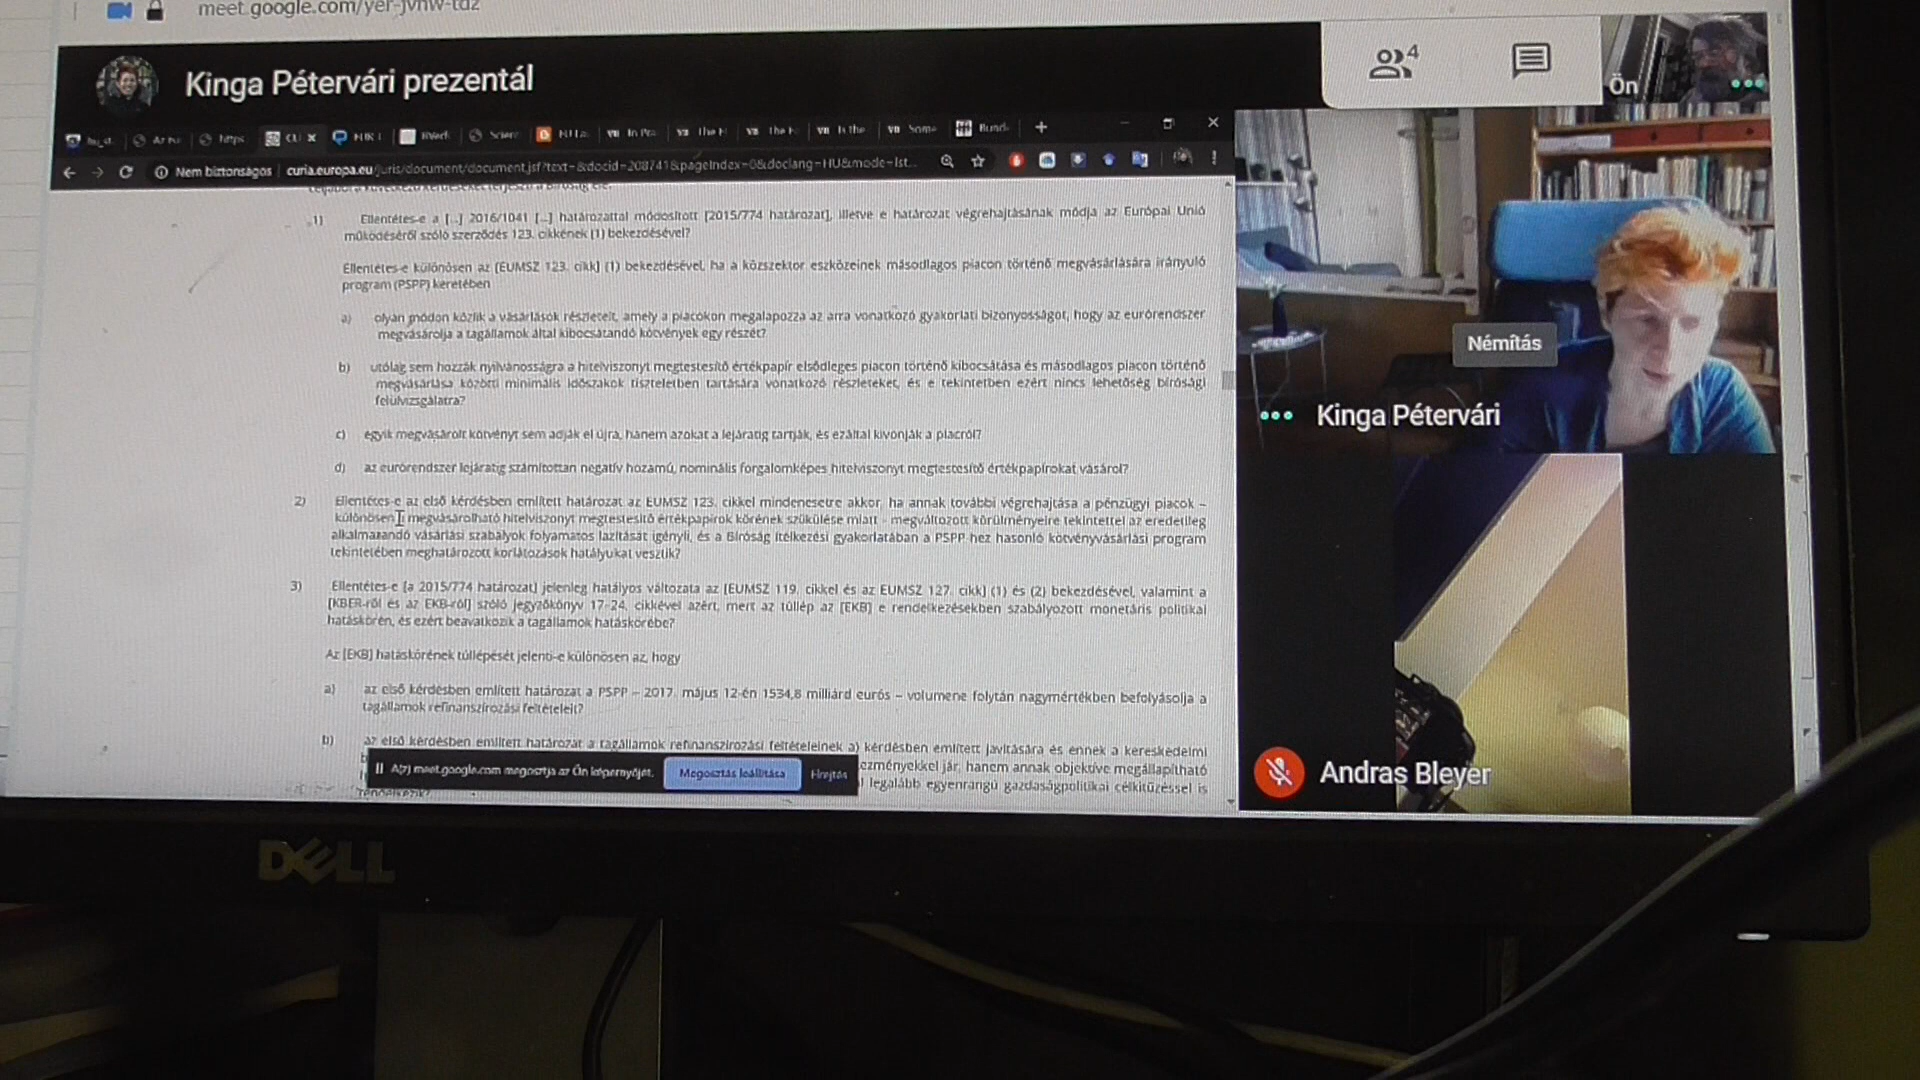 meet.google.com/yer-jvnw-tdz
Kinga Pétervári prezentál
4
Ön
Nem biztonságos curia.europa.eu/juris/document/document.jsf?text=&docid=208741&pageIndex=0&doclang=HU&mode=lst...
1) Ellentétes-e a [...] 2016/1041 [...] határozattal módosított [2015/774 határozat], illetve e határozat végrehajtásának módja az Európai Unió
működéséről szóló szerződés 123. cikkének (1) bekezdésével?
Ellentétes-e különösen az [EUMSZ 123. cikk] (1) bekezdésével, ha a közszektor eszközeinek másodlagos piacon történő megvásárlására irányuló
program (PSPP) keretében
a) olyan módon közlik a vásárlások részleteit, amely a piacokon megalapozza az arra vonatkozó gyakorlati bizonyosságot, hogy az eurórendszer
megvásárolja a tagállamok által kibocsátandó kötvények egy részét?
b) utólag sem hozzák nyilvánosságra a hitelviszonyt megtestesítő értékpapír elsődleges piacon történő kibocsátása és másodlagos piacon történő
megvásárlása közötti minimális időszakok tiszteletben tartására vonatkozó részleteket, és e tekintetben ezért nincs lehetőség bírósági
felülvizsgálatra?
c) egyik megvásárolt kötvényt sem adják el újra, hanem azokat a lejáratig tartják, és ezáltal kivonják a piacról?
d) az eurórendszer lejáratig számítottan negatív hozamú, nominális forgalomképes hitelviszonyt megtestesítő értékpapírokat vásárol?
2) Ellentétes-e az első kérdésben említett határozat az EUMSZ 123. cikkel mindenesetre akkor, ha annak további végrehajtása a pénzügyi piacok –
különösen a megvásárolható hitelviszonyt megtestesítő értékpapírok körének szűkülése miatt – megváltozott körülményeire tekintettel az eredetileg
alkalmazandó vásárlási szabályok folyamatos lazítását igényli, és a Bíróság ítélkezési gyakorlatában a PSPP-hez hasonló kötvényvásárlási program
tekintetében meghatározott korlátozások hatályukat vesztik?
3) Ellentétes-e [a 2015/774 határozat] jelenleg hatályos változata az [EUMSZ 119. cikkel és az EUMSZ 127. cikk] (1) és (2) bekezdésével, valamint a
[KBER-ről és az EKB-ról] szóló jegyzőkönyv 17–24. cikkével azért, mert az túllép az [EKB] e rendelkezésekben szabályozott monetáris politikai
hatáskörén, és ezért beavatkozik a tagállamok hatáskörébe?
Az [EKB] hatáskörének túllépését jelenti-e különösen az, hogy
a) az első kérdésben említett határozat a PSPP – 2017. május 12-én 1534,8 milliárd eurós – volumene folytán nagymértékben befolyásolja a
tagállamok refinanszírozási feltételeit?
b) az első kérdésben említett határozat a tagállamok refinanszírozási feltételeinek a) kérdésben említett javítására és ennek a kereskedelmi
ezményekkel jár, hanem annak objektíve megállapítható
legalább egyenrangú gazdaságpolitikai célkitűzéssel is
rendelkezik?
A(z) meet.google.com megosztja az Ön képernyőjét.
Megosztás leállítása
Elrejtés
Némítás
Kinga Pétervári
Andras Bleyer
DELL